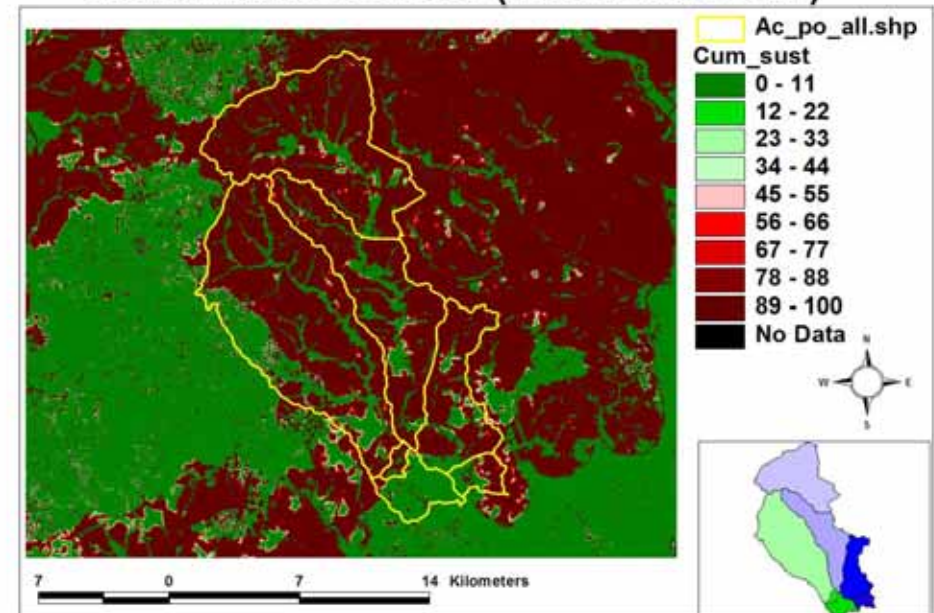 Ac_po_all.shp
Cum_sust
0 - 11
12 - 22
23 - 33
34 - 44
45 - 55
56 - 66
67 - 77
78 - 88
89 - 100
No Data
N
W E
S
7 0 7 14 Kilometers